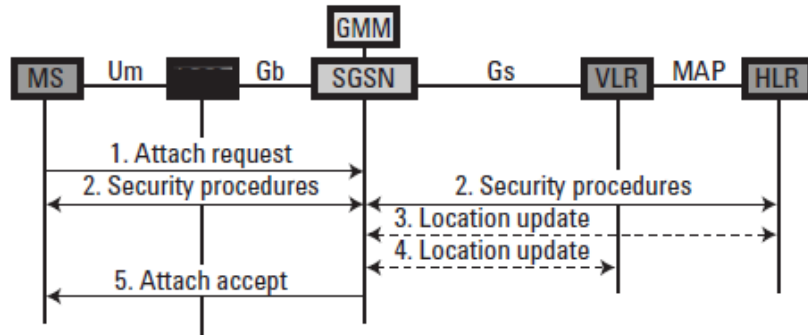 GMM
MS Um Gb SGSN Gs VLR MAP HLR
1. Attach request
2. Security procedures 2. Security procedures
3. Location update
4. Location update
5. Attach accept